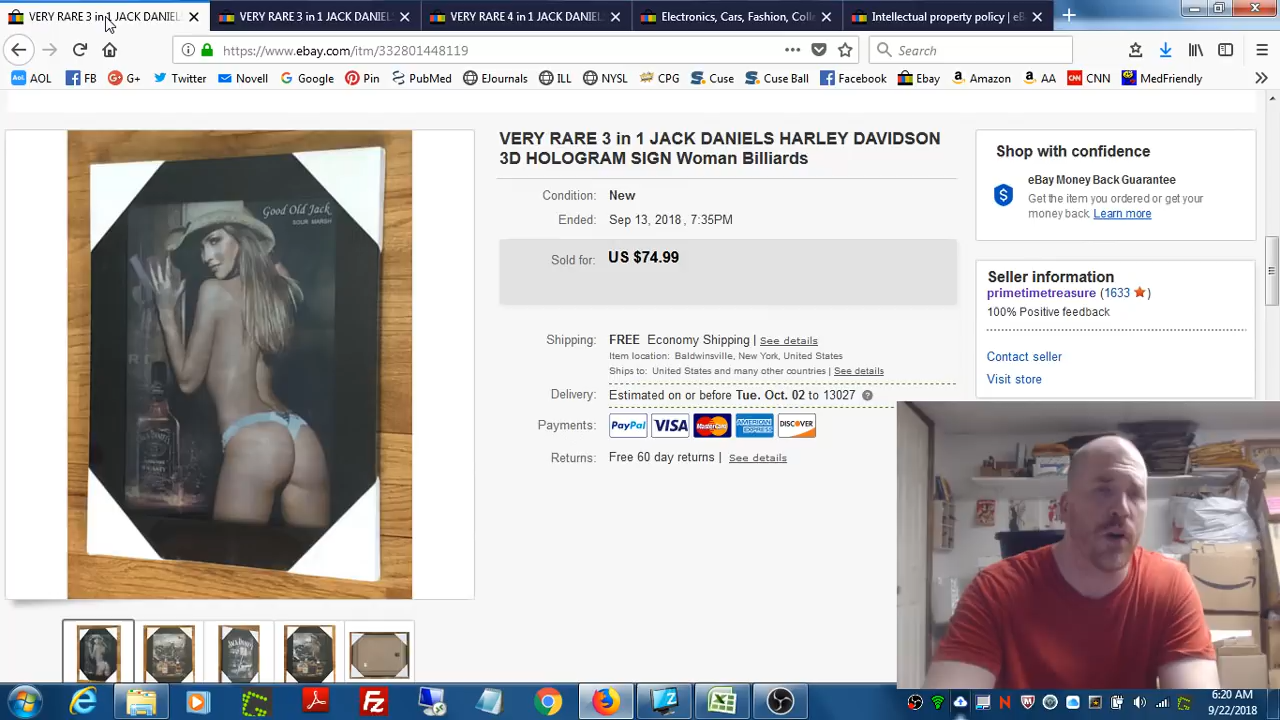 VERY RARE 3 in 1 JACK DANIELS
VERY RARE 3 in 1 JACK DANIEL
VERY RARE 4 in 1 JACK DANIEL
Electronics, Cars, Fashion, Coll
Intellectual property policy | eB
https://www.ebay.com/itm/332801448119
Search
AOL
FB
G+
Twitter
Novell
Google
Pin
PubMed
EJournals
ILL
NYSL
CPG
Cuse
Cuse Ball
Facebook
Ebay
Amazon
AA
CNN
MedFriendly
VERY RARE 3 in 1 JACK DANIELS HARLEY DAVIDSON
3D HOLOGRAM SIGN Woman Billiards
Condition: New
Ended: Sep 13, 2018 , 7:35PM
Sold for: US $74.99
Shipping: FREE Economy Shipping | See details
Item location: Baldwinsville, New York, United States
Ships to: United States and many other countries | See details
Delivery: Estimated on or before Tue. Oct. 02 to 13027
Payments: PayPal VISA MasterCard AMERICAN EXPRESS DISCOVER
Returns: Free 60 day returns | See details
Shop with confidence
eBay Money Back Guarantee
Get the item you ordered or get your
money back. Learn more
Seller information
primetimetreasure (1633 )
100% Positive feedback
Contact seller
Visit store
Good Old Jack
SOUR MARSH
6:20 AM
9/22/2018